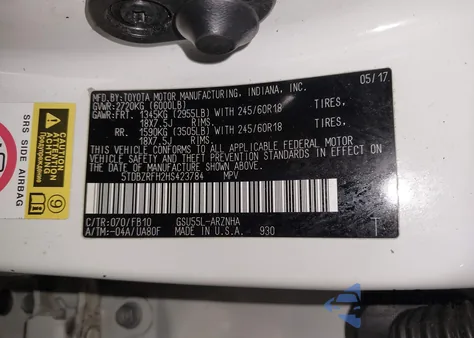 MFD.BY: TOYOTA MOTOR MANUFACTURING, INDIANA, INC. 05/17
GVWR: 2720KG (6000LB)
GAWR:FRT. 1345KG (2955LB) WITH 245/60R18 TIRES,
18X7.5J RIMS,
RR. 1590KG (3505LB) WITH 245/60R18 TIRES,
18X7.5J RIMS.
THIS VEHICLE CONFORMS TO ALL APPLICABLE FEDERAL MOTOR
VEHICLE SAFETY AND THEFT PREVENTION STANDARDS IN EFFECT ON
THE DATE OF MANUFACTURE SHOWN ABOVE.
5TDBZRFH2HS423784 MPV
C/TR:070/FB10 GSU55L-ARZNHA T
A/TM:-04A/UA80F MADE IN U.S.A. 930
SRS SIDE AIRBAG